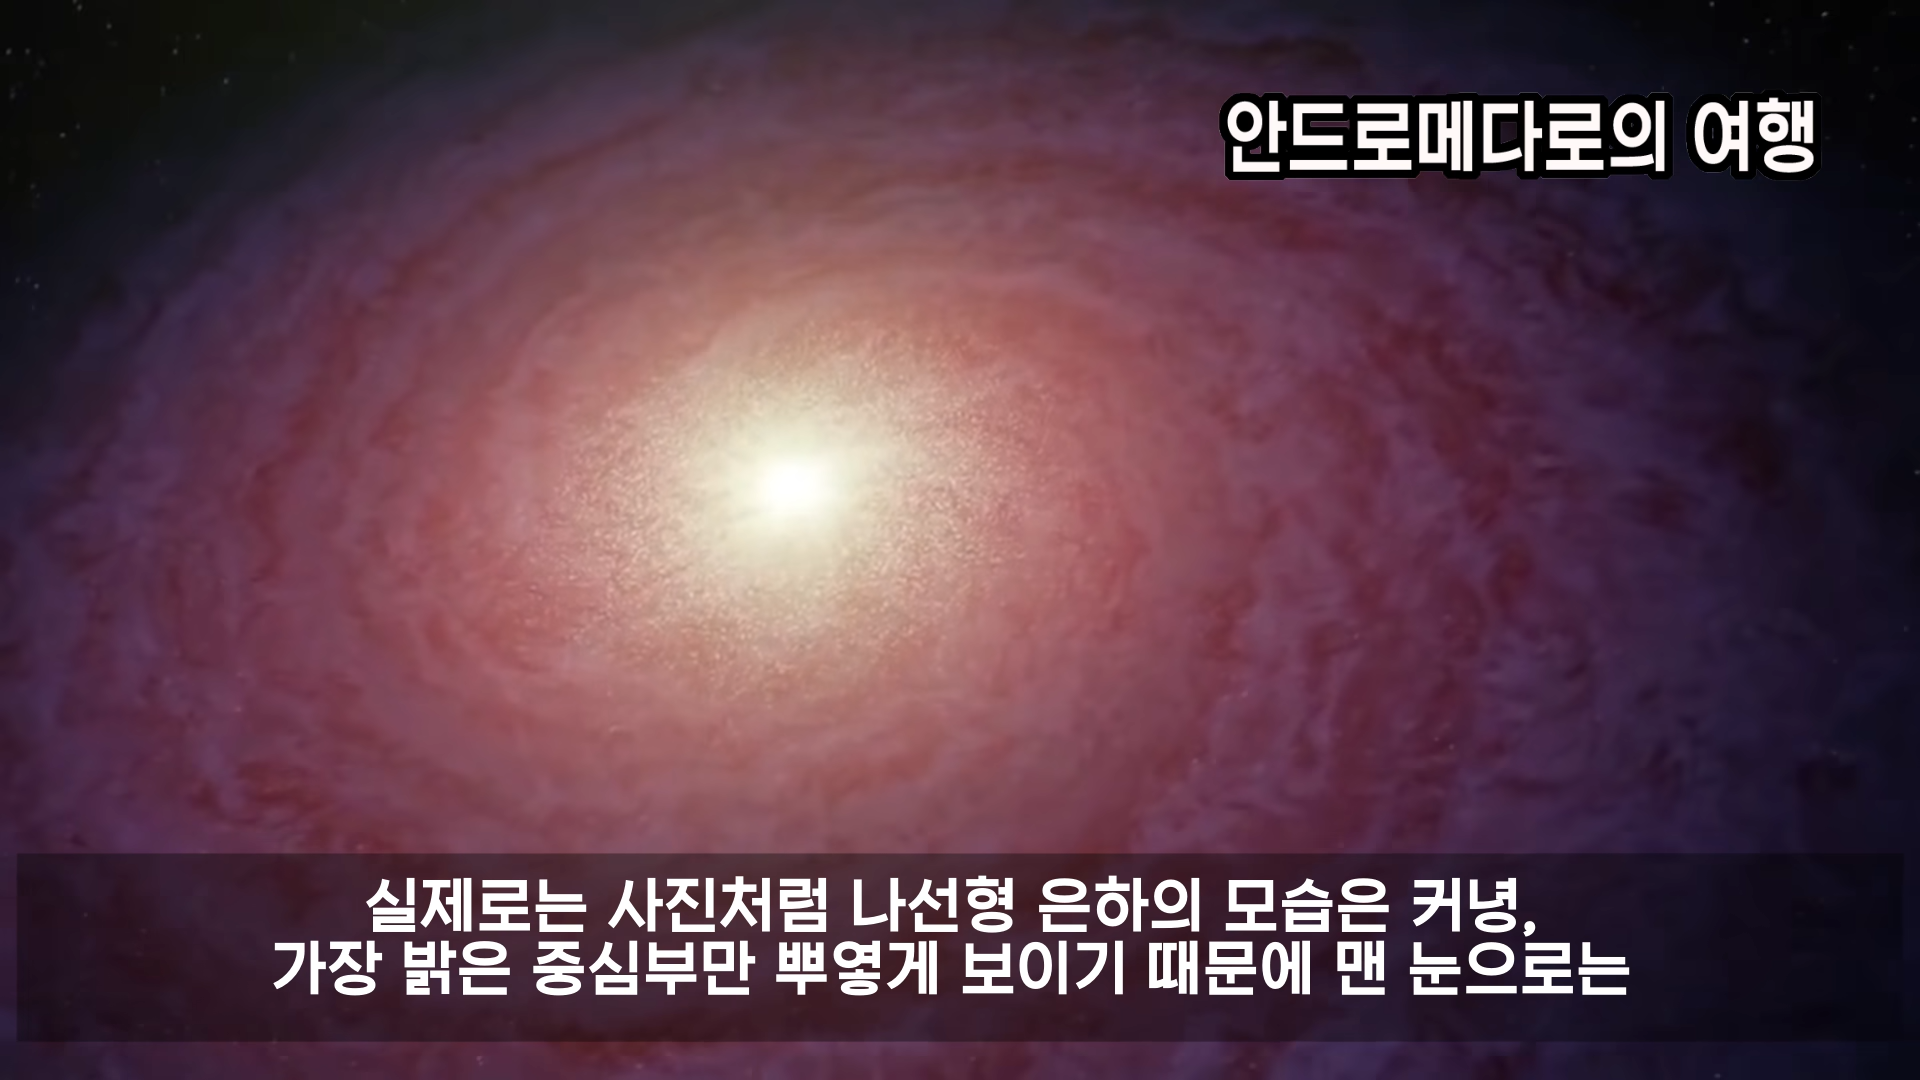 안드로메다로의 여행
실제로는 사진처럼 나선형 은하의 모습은 커녕,
가장 밝은 중심부만 뿌옇게 보이기 때문에 맨 눈으로는